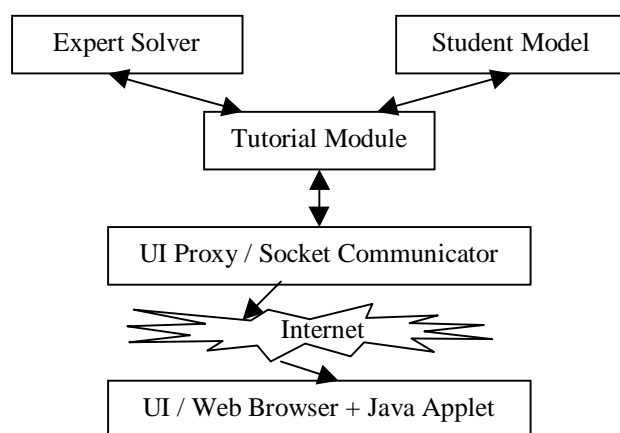 Expert Solver
Student Model
Tutorial Module
UI Proxy / Socket Communicator
Internet
UI / Web Browser + Java Applet